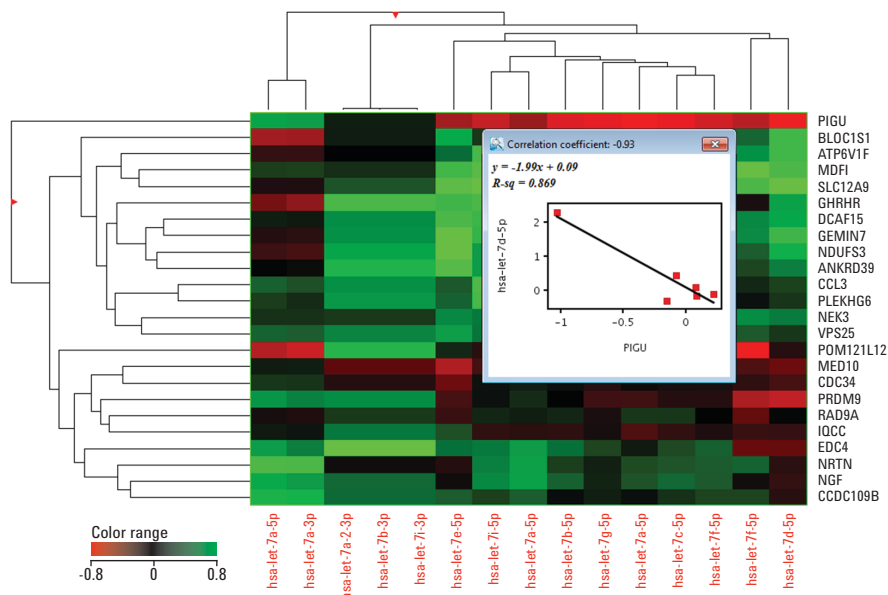 PIGU
Correlation coefficient: -0.93
BLOC1S1
ATP6V1F
y = -1.99x + 0.09
MDFI
R-sq = 0.869
SLC12A9
GHRHR
DCAF15
GEMIN7
NDUFS3
ANKRD39
CCL3
PLEKHG6
NEK3
VPS25
POM121L12
MED10
CDC34
PRDM9
RAD9A
IQCC
EDC4
NRTN
NGF
CCDC109B
hsa-let-7d-5p
2
1
0
-1
-0.5
0
PIGU
hsa-let-7a-5p
hsa-let-7a-3p
hsa-let-7a-2-3p
hsa-let-7b-3p
hsa-let-7i-3p
hsa-let-7e-5p
hsa-let-7i-5p
hsa-let-7a-5p
hsa-let-7b-5p
hsa-let-7g-5p
hsa-let-7a-5p
hsa-let-7c-5p
hsa-let-7f-5p
hsa-let-7f-5p
hsa-let-7d-5p
Color range
-0.8
0
0.8